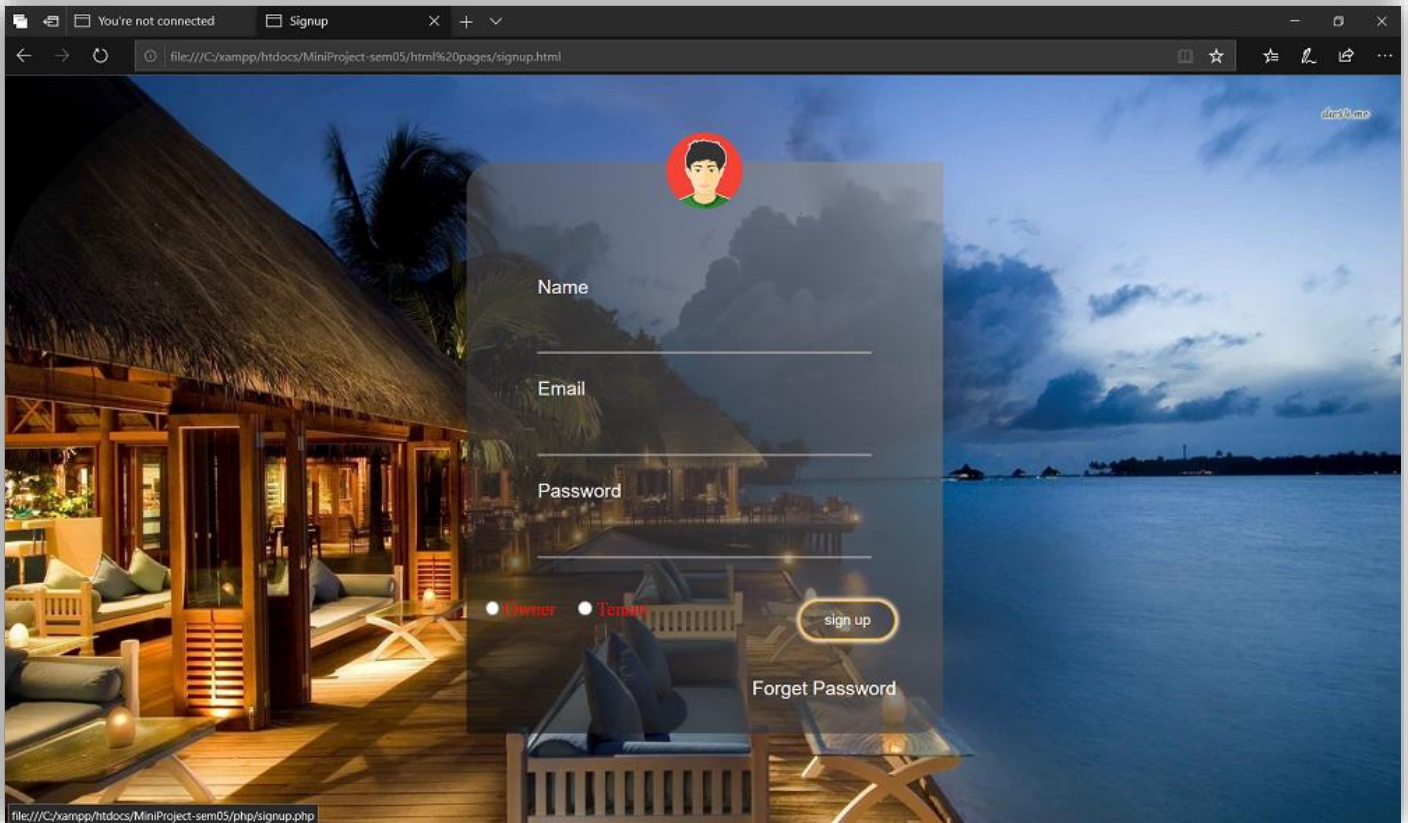 You're not connected
Signup
file:///C:/xampp/htdocs/MiniProject-sem05/html%20pages/signup.html
Name
Email
Password
Owner
Tenant
sign up
Forget Password
file:///C:/xampp/htdocs/MiniProject-sem05/php/signup.php